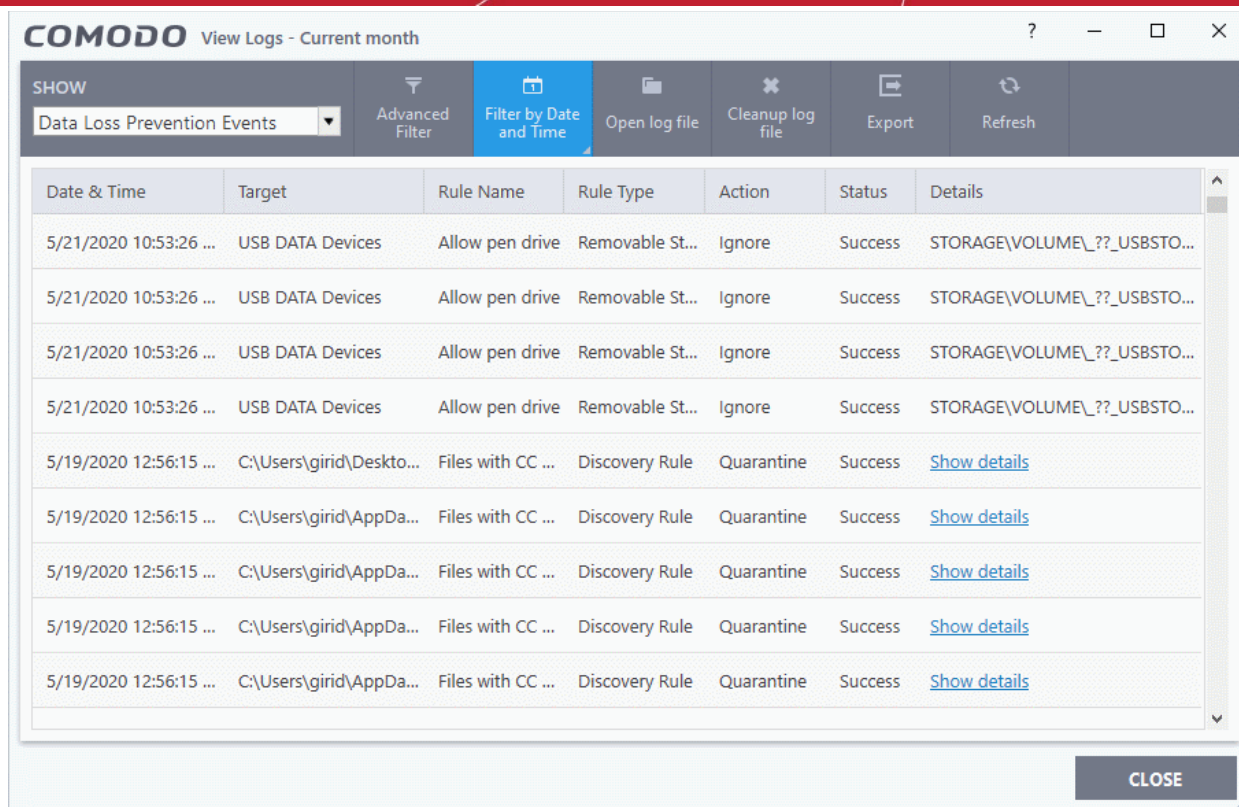 COMODO View Logs - Current month
?
SHOW
Data Loss Prevention Events
Advanced
Filter
Filter by Date
and Time
Open log file
Cleanup log
file
Export
Refresh
Date & Time Target Rule Name Rule Type Action Status Details
5/21/2020 10:53:26 ... USB DATA Devices Allow pen drive Removable St... Ignore Success STORAGE\VOLUME\_??_USBSTO...
5/21/2020 10:53:26 ... USB DATA Devices Allow pen drive Removable St... Ignore Success STORAGE\VOLUME\_??_USBSTO...
5/21/2020 10:53:26 ... USB DATA Devices Allow pen drive Removable St... Ignore Success STORAGE\VOLUME\_??_USBSTO...
5/21/2020 10:53:26 ... USB DATA Devices Allow pen drive Removable St... Ignore Success STORAGE\VOLUME\_??_USBSTO...
5/19/2020 12:56:15 ... C:\Users\girid\Deskto... Files with CC ... Discovery Rule Quarantine Success Show details
5/19/2020 12:56:15 ... C:\Users\girid\AppDa... Files with CC ... Discovery Rule Quarantine Success Show details
5/19/2020 12:56:15 ... C:\Users\girid\AppDa... Files with CC ... Discovery Rule Quarantine Success Show details
5/19/2020 12:56:15 ... C:\Users\girid\AppDa... Files with CC ... Discovery Rule Quarantine Success Show details
5/19/2020 12:56:15 ... C:\Users\girid\AppDa... Files with CC ... Discovery Rule Quarantine Success Show details
CLOSE